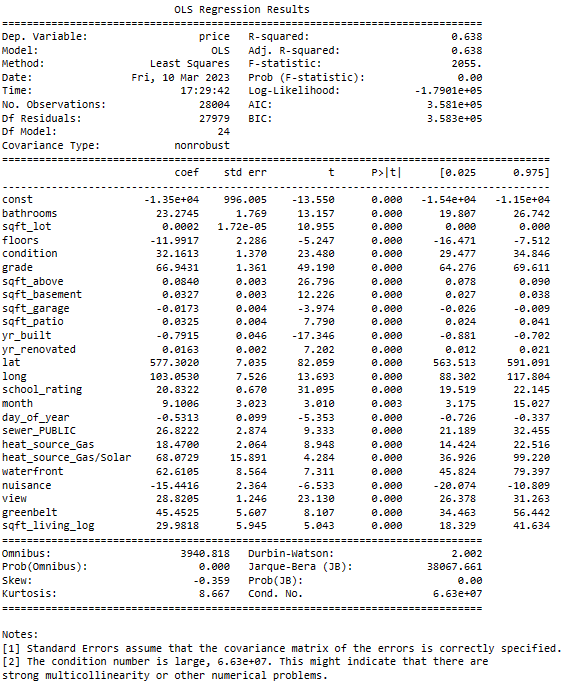 OLS Regression Results
==============================================================================
Dep. Variable: price R-squared: 0.638
Model: OLS Adj. R-squared: 0.638
Method: Least Squares F-statistic: 2055.
Date: Fri, 10 Mar 2023 Prob (F-statistic): 0.00
Time: 17:29:42 Log-Likelihood: -1.7901e+05
No. Observations: 28004 AIC: 3.581e+05
Df Residuals: 27979 BIC: 3.583e+05
Df Model: 24
Covariance Type: nonrobust
==============================================================================
coef std err t P>|t| [0.025 0.975]
------------------------------------------------------------------------------
const -1.35e+04 996.005 -13.550 0.000 -1.54e+04 -1.15e+04
bathrooms 23.2745 1.769 13.157 0.000 19.807 26.742
sqft_lot 0.0002 1.72e-05 10.955 0.000 0.000 0.000
floors -11.9917 2.286 -5.247 0.000 -16.471 -7.512
condition 32.1613 1.370 23.480 0.000 29.477 34.846
grade 66.9431 1.361 49.190 0.000 64.276 69.611
sqft_above 0.0840 0.003 26.796 0.000 0.078 0.090
sqft_basement 0.0327 0.003 12.226 0.000 0.027 0.038
sqft_garage -0.0173 0.004 -3.974 0.000 -0.026 -0.009
sqft_patio 0.0325 0.004 7.790 0.000 0.024 0.041
yr_built -0.7915 0.046 -17.346 0.000 -0.881 -0.702
yr_renovated 0.0163 0.002 7.202 0.000 0.012 0.021
lat 577.3020 7.035 82.059 0.000 563.513 591.091
long 103.0530 7.526 13.693 0.000 88.302 117.804
school_rating 20.8322 0.670 31.095 0.000 19.519 22.145
month 9.1006 3.023 3.010 0.003 3.175 15.027
day_of_year -0.5313 0.099 -5.353 0.000 -0.726 -0.337
sewer_PUBLIC 26.8222 2.874 9.333 0.000 21.189 32.455
heat_source_Gas 18.4700 2.064 8.948 0.000 14.424 22.516
heat_source_Gas/Solar 68.0729 15.891 4.284 0.000 36.926 99.220
waterfront 62.6105 8.564 7.311 0.000 45.824 79.397
nuisance -15.4416 2.364 -6.533 0.000 -20.074 -10.809
view 28.8205 1.246 23.130 0.000 26.378 31.263
greenbelt 45.4525 5.607 8.107 0.000 34.463 56.442
sqft_living_log 29.9818 5.945 5.043 0.000 18.329 41.634
==============================================================================
Omnibus: 3940.818 Durbin-Watson: 2.002
Prob(Omnibus): 0.000 Jarque-Bera (JB): 38067.661
Skew: -0.359 Prob(JB): 0.00
Kurtosis: 8.667 Cond. No. 6.63e+07
==============================================================================
Notes:
[1] Standard Errors assume that the covariance matrix of the errors is correctly specified.
[2] The condition number is large, 6.63e+07. This might indicate that there are
strong multicollinearity or other numerical problems.